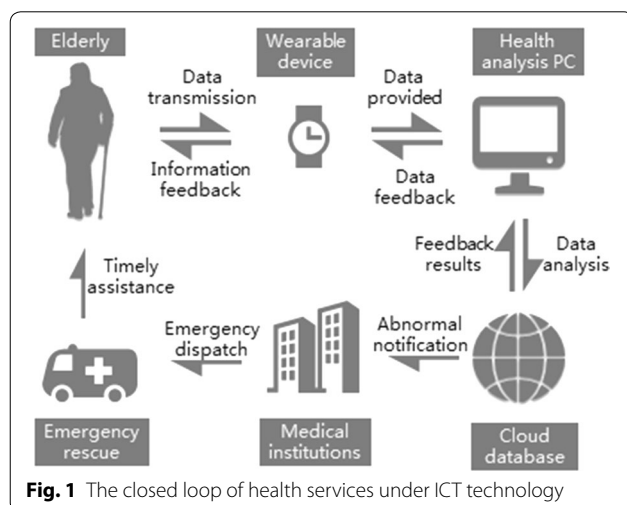 Elderly
Wearable
device
Health
analysis PC
Data
transmission
Information
feedback
Data
provided
Data
feedback
Feedback
results
Data
analysis
Timely
assistance
Emergency
dispatch
Abnormal
notification
Emergency
rescue
Medical
institutions
Cloud
database
Fig. 1 The closed loop of health services under ICT technology